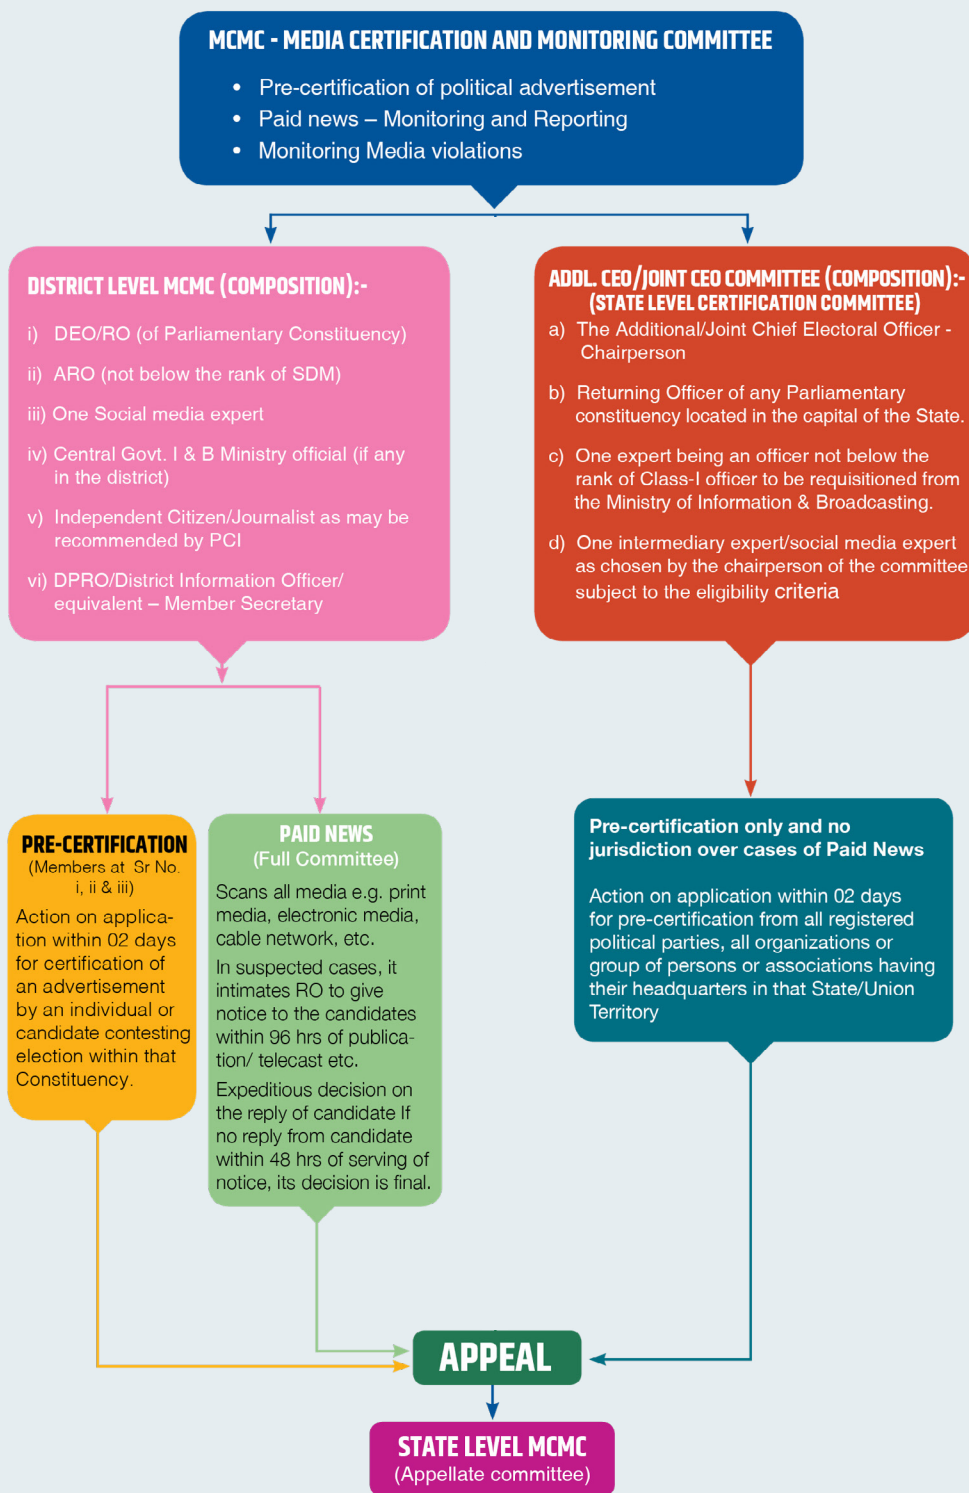 MCMC - MEDIA CERTIFICATION AND MONITORING COMMITTEE
• Pre-certification of political advertisement
• Paid news – Monitoring and Reporting
• Monitoring Media violations
DISTRICT LEVEL MCMC (COMPOSITION):-
i) DEO/RO (of Parliamentary Constituency)
ii) ARO (not below the rank of SDM)
iii) One Social media expert
iv) Central Govt. I & B Ministry official (if any
in the district)
v) Independent Citizen/Journalist as may be
recommended by PCI
vi) DPRO/District Information Officer/
equivalent – Member Secretary
ADDL. CEO/JOINT CEO COMMITTEE (COMPOSITION):-
(STATE LEVEL CERTIFICATION COMMITTEE)
a) The Additional/Joint Chief Electoral Officer -
Chairperson
b) Returning Officer of any Parliamentary
constituency located in the capital of the State.
c) One expert being an officer not below the
rank of Class-I officer to be requisitioned from
the Ministry of Information & Broadcasting.
d) One intermediary expert/social media expert
as chosen by the chairperson of the committee
subject to the eligibility criteria
PRE-CERTIFICATION
(Members at Sr No.
i, ii & iii)
Action on applica-
tion within 02 days
for certification of
an advertisement
by an individual or
candidate contesting
election within that
Constituency.
PAID NEWS
(Full Committee)
Scans all media e.g. print
media, electronic media,
cable network, etc.
In suspected cases, it
intimates RO to give
notice to the candidates
within 96 hrs of publica-
tion/ telecast etc.
Expeditious decision on
the reply of candidate If
no reply from candidate
within 48 hrs of serving of
notice, its decision is final.
Pre-certification only and no
jurisdiction over cases of Paid News
Action on application within 02 days
for pre-certification from all registered
political parties, all organizations or
group of persons or associations having
their headquarters in that State/Union
Territory
APPEAL
STATE LEVEL MCMC
(Appellate committee)